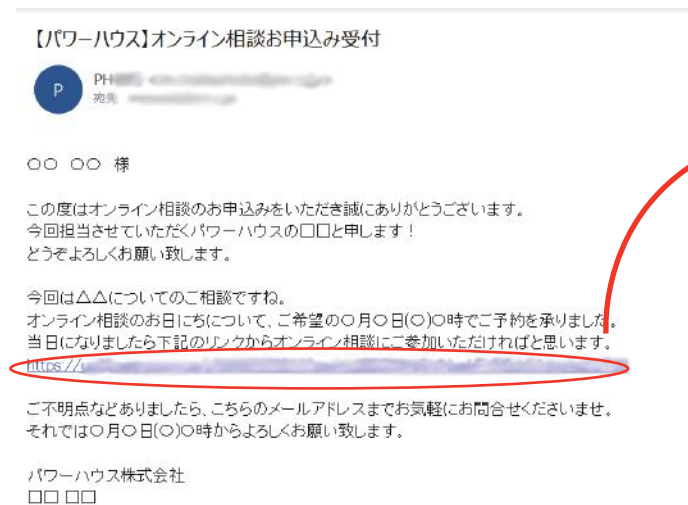 【パワーハウス】オンライン相談お申込み受付
P
PH
宛先
〇〇 〇〇 様
この度はオンライン相談のお申込みをいただき誠にありがとうございます。
今回担当させていただくパワーハウスの□□と申します!
どうぞよろしくお願い致します。
今回は△△についてのご相談ですね。
オンライン相談のお日にちについて、ご希望の〇月〇日(〇)〇時でご予約を承りました。
当日になりましたら下記のリンクからオンライン相談にご参加いただければと思います。
https://
ご不明点などありましたら、こちらのメールアドレスまでお気軽にお問合せくださいませ。
それでは〇月〇日(〇)〇時からよろしくお願い致します。
パワーハウス株式会社
□□ □□